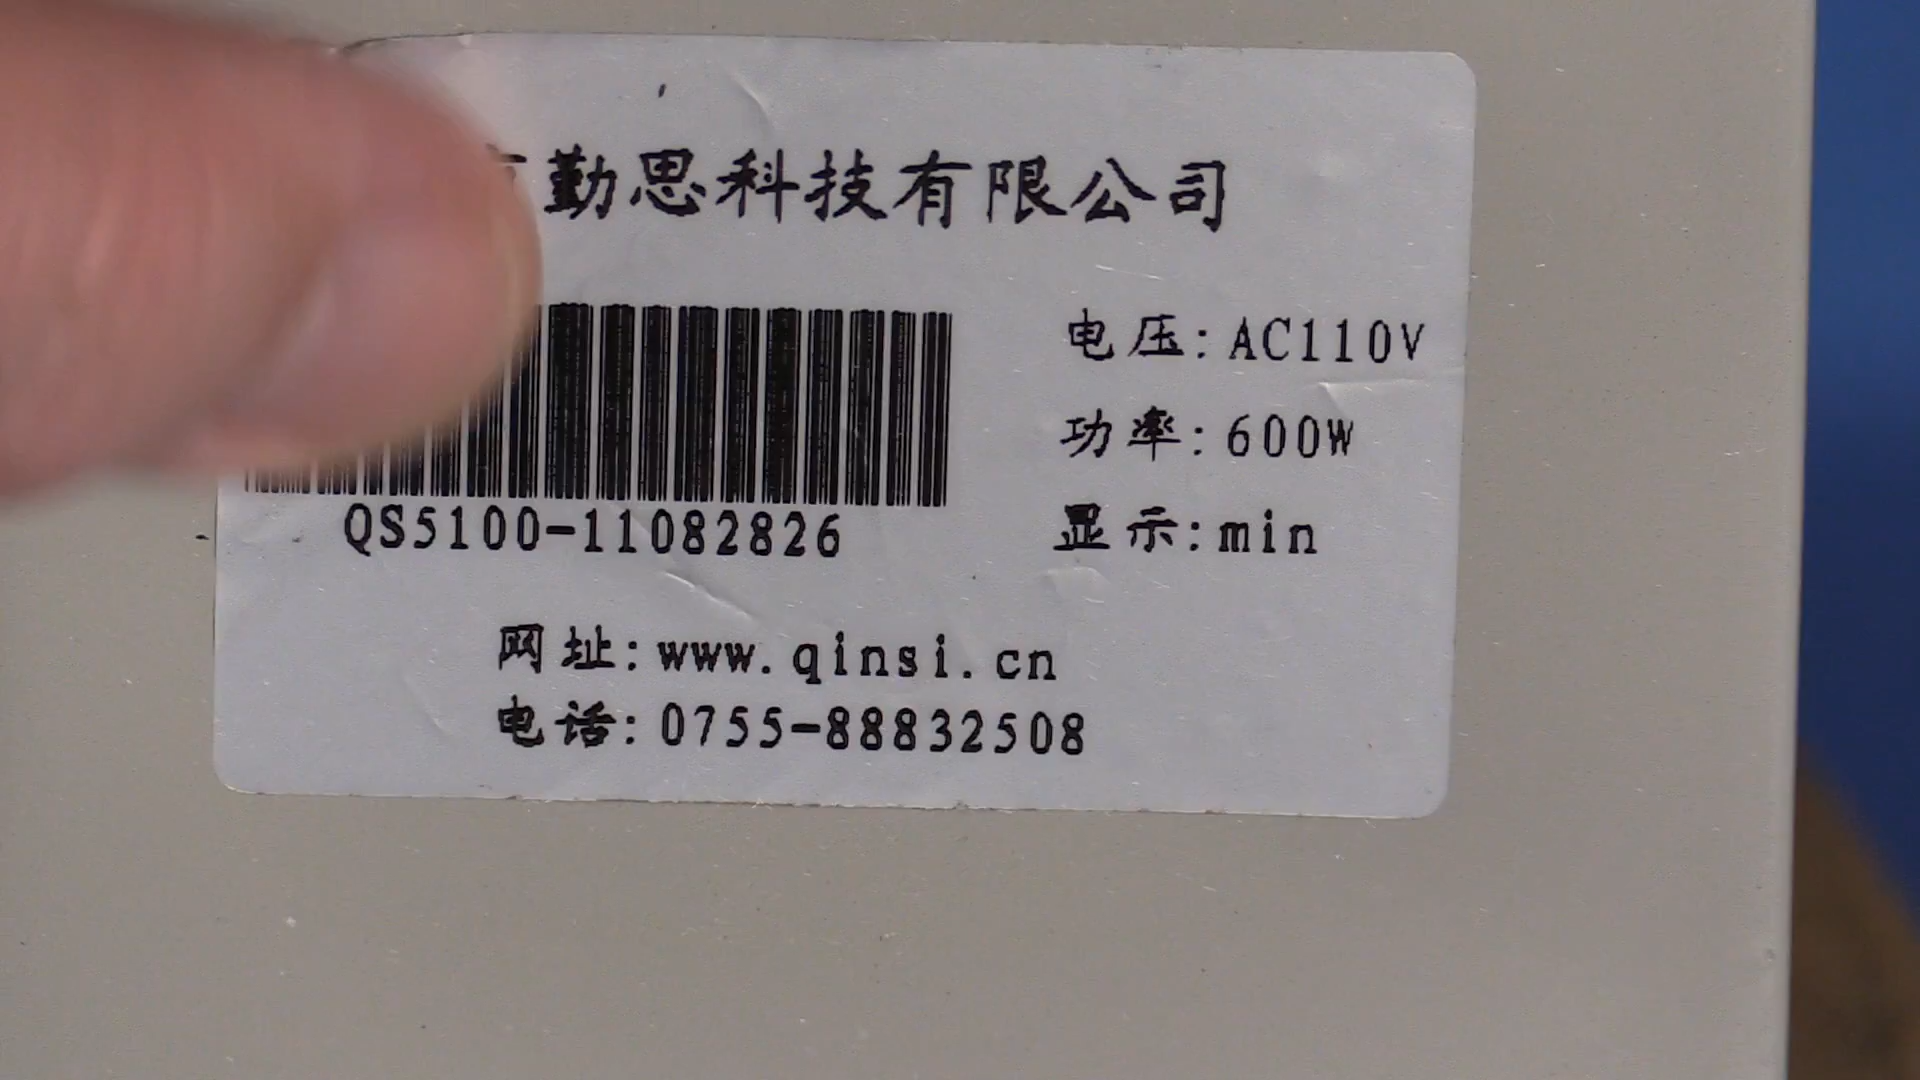 勤思科技有限公司
电压:AC110V
功率:600W
显示:min
QS5100-11082826
网址:www.qinsi.cn
电话:0755-88832508